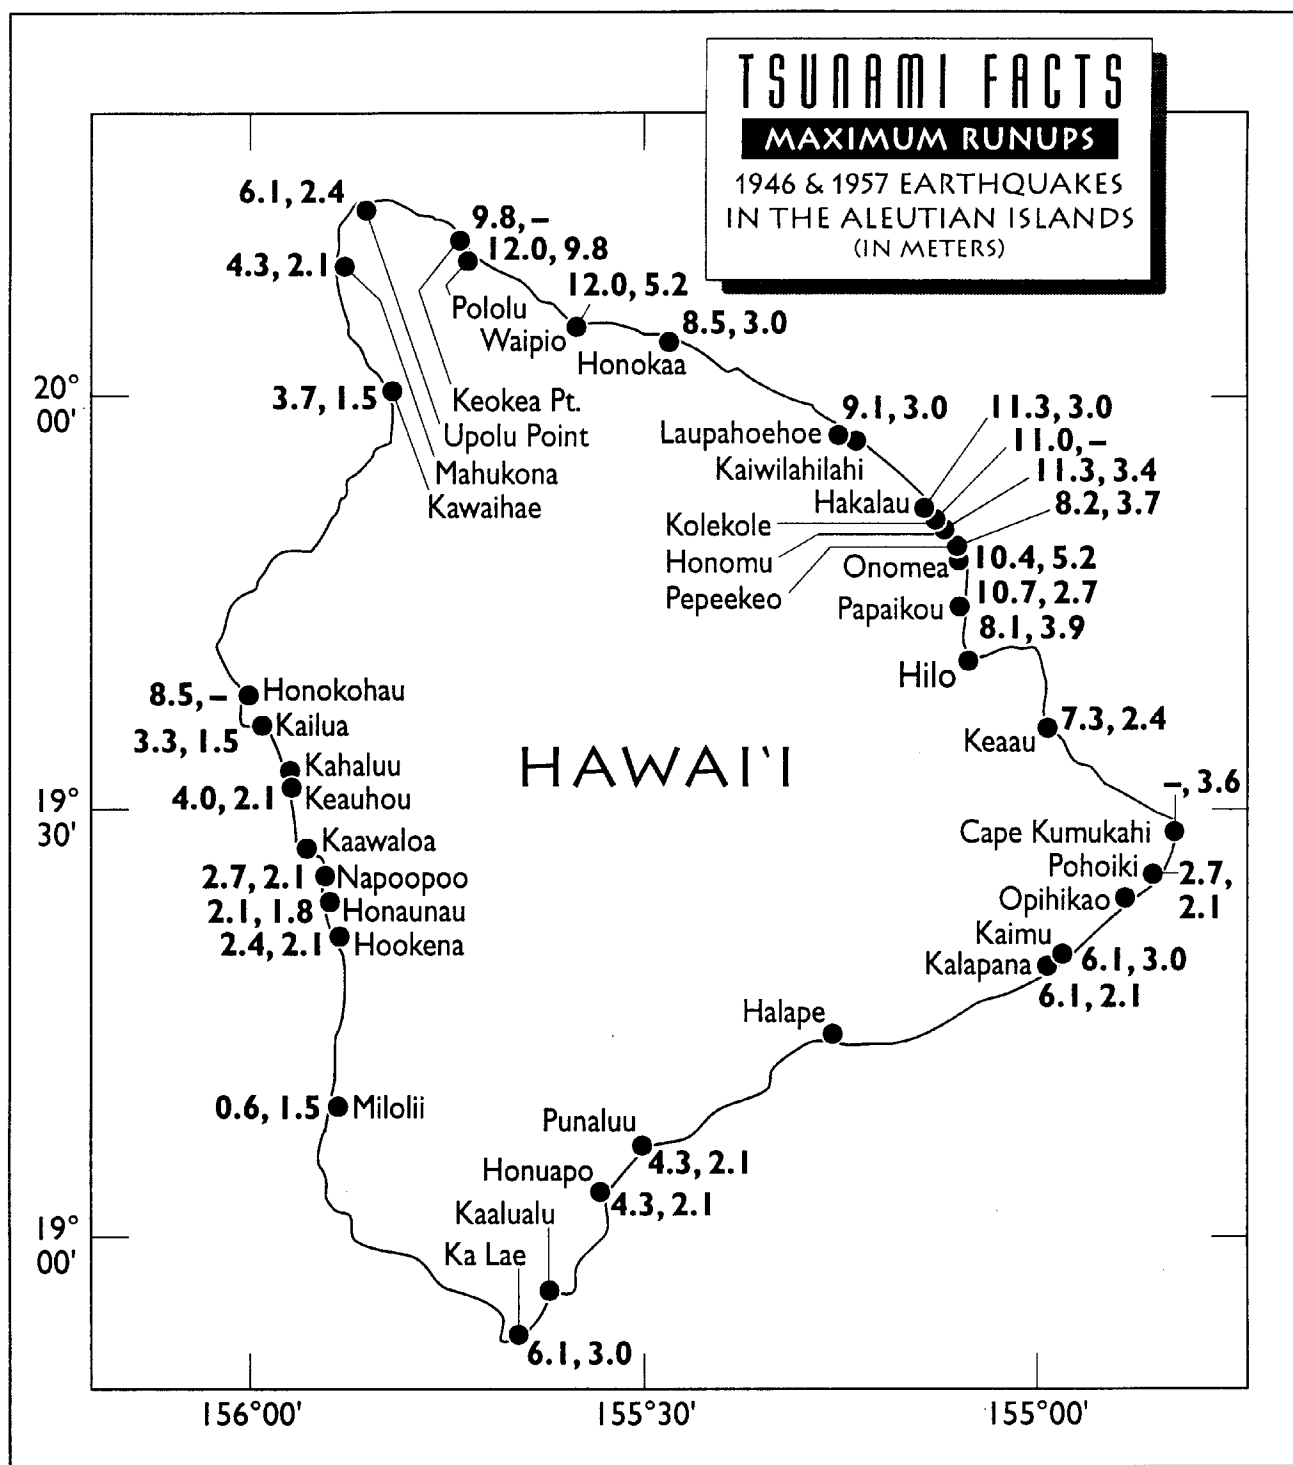 TSUNAMI FACTS
MAXIMUM RUNUPS
1946 & 1957 EARTHQUAKES
IN THE ALEUTIAN ISLANDS
(IN METERS)
6.1, 2.4
9.8, –
12.0, 9.8
4.3, 2.1
12.0, 5.2
Pololu
Waipio
8.5, 3.0
Honokaa
20°
00'
3.7, 1.5
Keokea Pt.
Upolu Point
Mahukona
Kawaihae
9.1, 3.0
11.3, 3.0
Laupahoehoe
11.0, –
Kaiwilahilahi
11.3, 3.4
Hakalau
8.2, 3.7
Kolekole
Honomu
Pepeekeo
Onomea
10.4, 5.2
10.7, 2.7
Papaikou
8.1, 3.9
Hilo
8.5, –
Honokohau
Kailua
3.3, 1.5
7.3, 2.4
Keaau
HAWAI'I
Kahaluu
4.0, 2.1
Keauhou
19°
30'
–, 3.6
Cape Kumukahi
Kaawaloa
Pohoiki
2.7,
2.1
2.7, 2.1
Napoopoo
Opihikao
2.1, 1.8
Honaunau
2.4, 2.1
Hookena
Kaimu
6.1, 3.0
Kalapana
6.1, 2.1
Halape
0.6, 1.5
Milolii
Punaluu
4.3, 2.1
Honuapo
4.3, 2.1
Kaalualu
19°
00'
Ka Lae
6.1, 3.0
156°00'
155°30'
155°00'